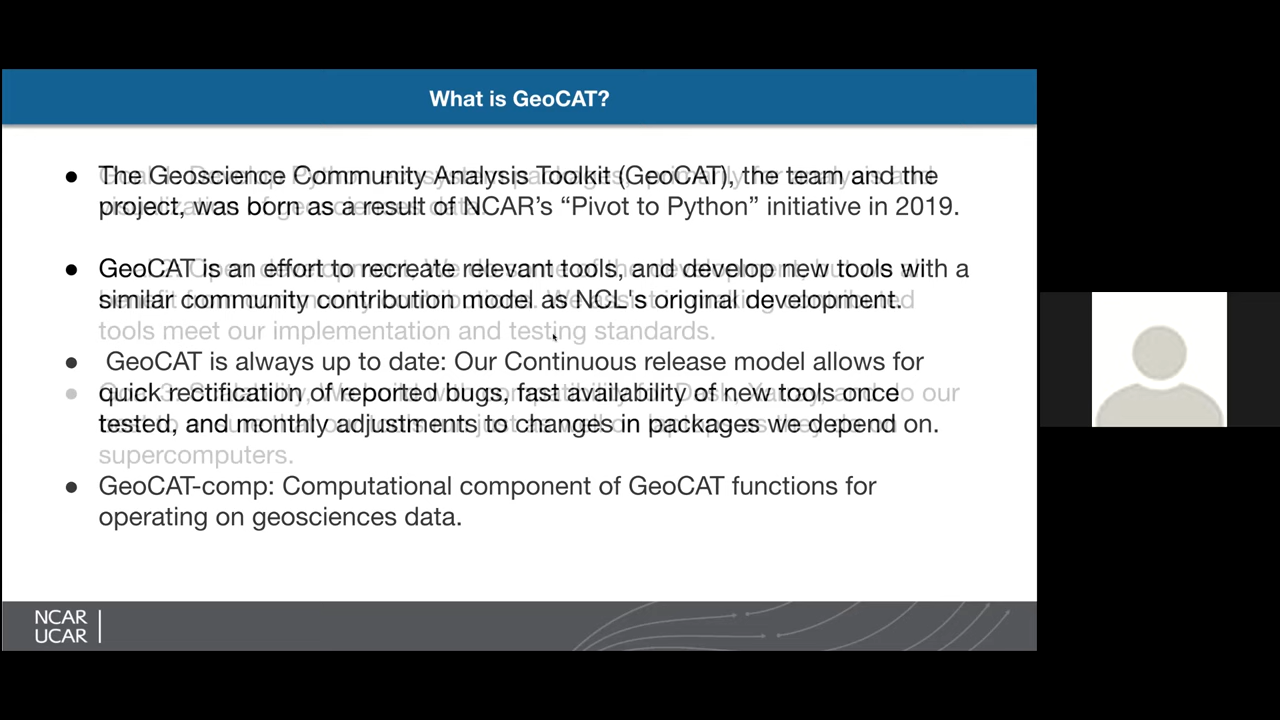 What is GeoCAT?
● The Geoscience Community Analysis Toolkit (GeoCAT), the team and the
project, was born as a result of NCAR’s “Pivot to Python” initiative in 2019.
● GeoCAT is an effort to recreate relevant tools, and develop new tools with a
similar community contribution model as NCL's original development.
tools meet our implementation and testing standards.
● GeoCAT is always up to date: Our Continuous release model allows for
● quick rectification of reported bugs, fast availability of new tools once
tested, and monthly adjustments to changes in packages we depend on.
supercomputers.
● GeoCAT-comp: Computational component of GeoCAT functions for
operating on geosciences data.
NCAR
UCAR